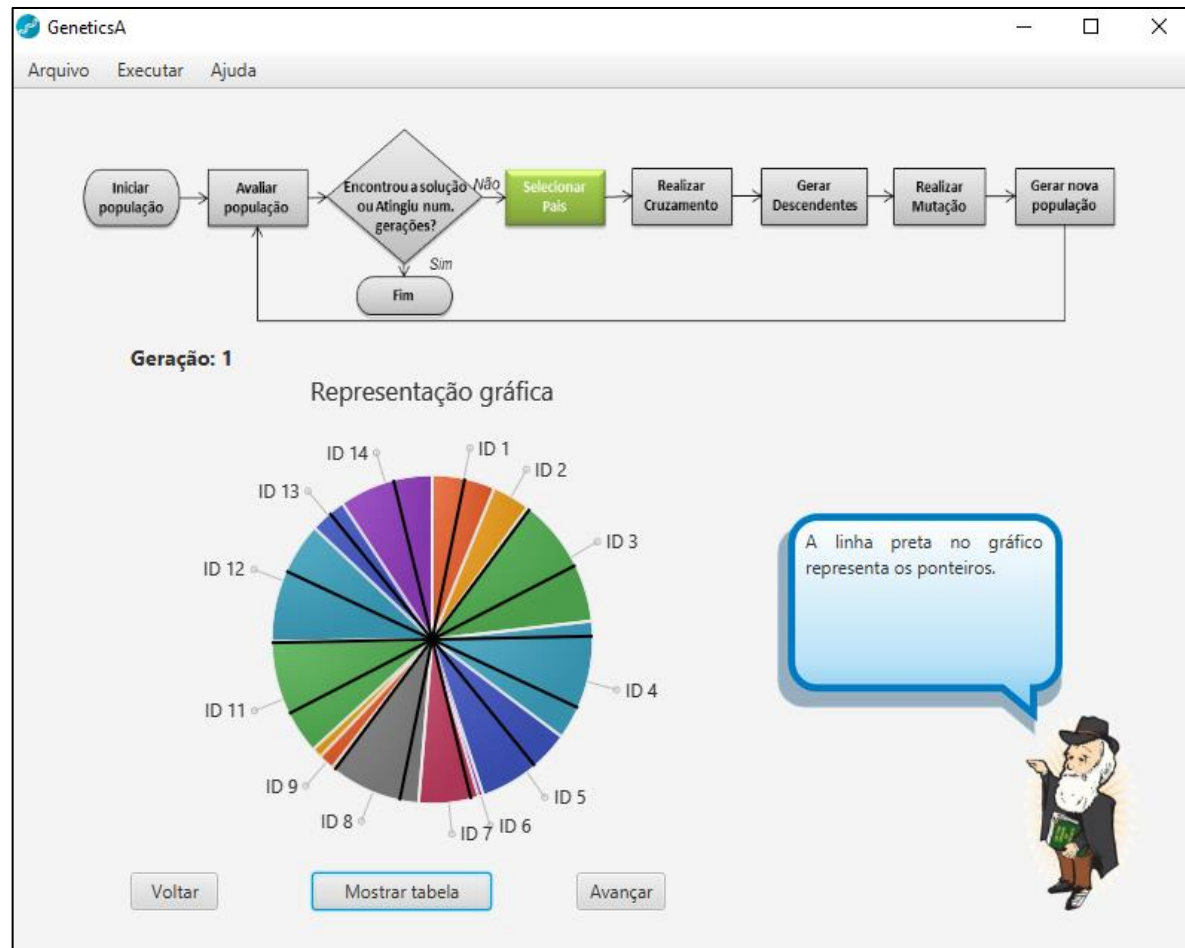 GeneticsA
Arquivo Executar Ajuda
Iniciar
população
Avaliar
população
Encontrou a solução
ou Atingiu num.
gerações?
Não
Sim
Fim
Selecionar
Pais
Realizar
Cruzamento
Gerar
Descendentes
Realizar
Mutação
Gerar nova
população
Geração: 1
Representação gráfica
ID 1
ID 2
ID 3
ID 4
ID 5
ID 6
ID 7
ID 8
ID 9
ID 11
ID 12
ID 13
ID 14
A linha preta no gráfico
representa os ponteiros.
Voltar
Mostrar tabela
Avançar